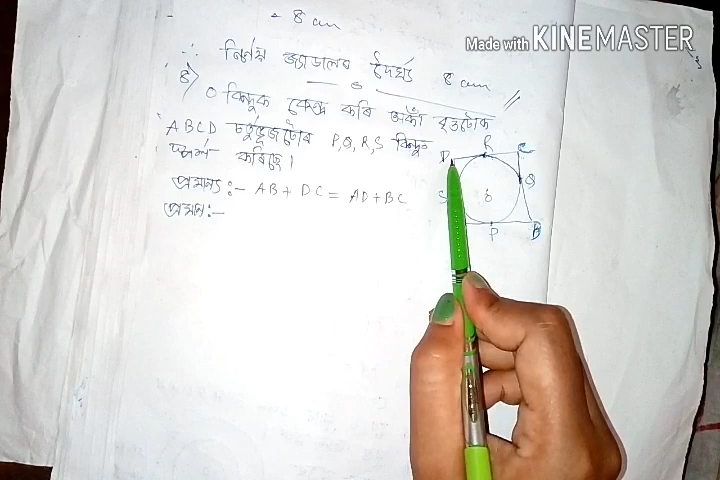 = 8 cm
∴ নিৰ্ণেয় জ্যাডালৰ দৈৰ্ঘ্য 8 cm
8) O বিন্দুক কেন্দ্ৰ কৰি অকাঁ বৃত্তটোক
ABCD চতুৰ্ভূজটোৰ P, Q, R, S বিন্দুত
স্পৰ্শ কৰিছে।
প্ৰমান্য:- AB + DC = AD + BC
প্ৰমান:-
D R C
S o Q
P B
Made with KINEMASTER